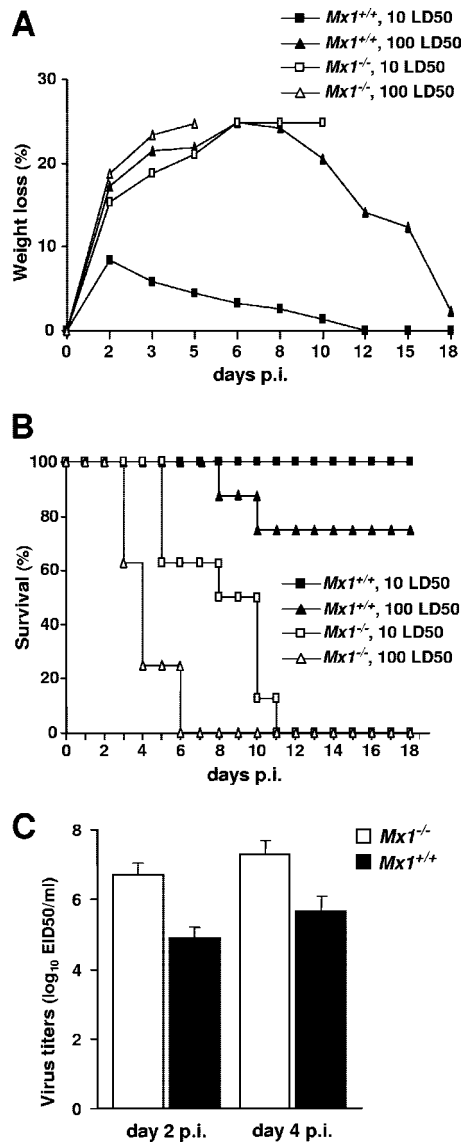 A
Mx1+/+, 10 LD50
Mx1+/+, 100 LD50
Mx1-/-, 10 LD50
Mx1-/-, 100 LD50
Weight loss (%)
30
20
10
0
0 2 3 5 6 8 10 12 15 18
days p.i.
B
Survival (%)
100
80
60
40
20
0
Mx1+/+, 10 LD50
Mx1+/+, 100 LD50
Mx1-/-, 10 LD50
Mx1-/-, 100 LD50
0 2 4 6 8 10 12 14 16 18
days p.i.
C
Mx1-/-
Mx1+/+
Virus titers (log10 EID50/ml)
8
6
4
2
0
day 2 p.i. day 4 p.i.